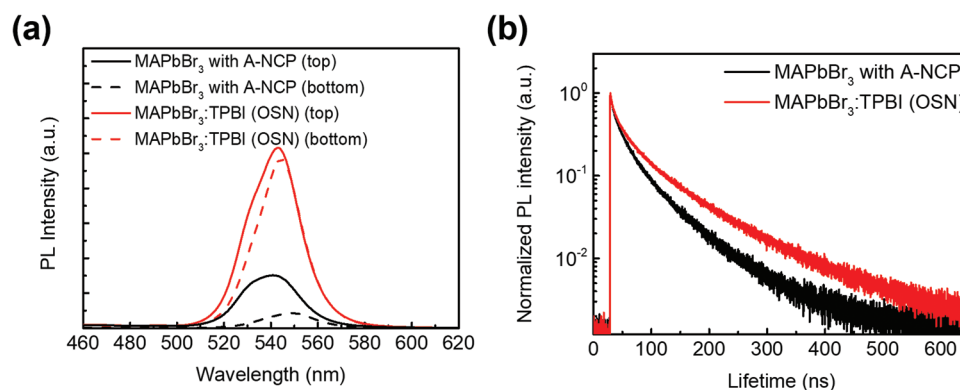 (a)
MAPbBr₃ with A-NCP (top)
MAPbBr₃ with A-NCP (bottom)
MAPbBr₃:TPBI (OSN) (top)
MAPbBr₃:TPBI (OSN) (bottom)
PL Intensity (a.u.)
460 480 500 520 540 560 580 600 620
Wavelength (nm)
(b)
MAPbBr₃ with A-NCP
MAPbBr₃:TPBI (OSN)
Normalized PL intensity (a.u.)
10⁰
10⁻¹
10⁻²
0 100 200 300 400 500 600
Lifetime (ns)